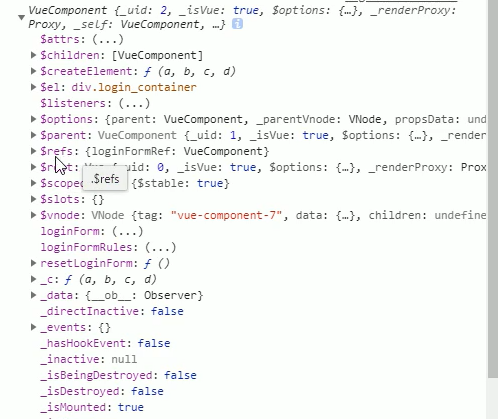 VueComponent {_uid: 2, _isVue: true, $options: {…}, _renderProxy:
Proxy, _self: VueComponent, …} i
$attrs: (...)
$children: [VueComponent]
$createElement: ƒ (a, b, c, d)
$el: div.login_container
$listeners: (...)
$options: {parent: VueComponent, _parentVnode: VNode, propsData: und
$parent: VueComponent {_uid: 1, _isVue: true, $options: {…}, _render
$refs: {loginFormRef: VueComponent}
_uid: 0, _isVue: true, $options: {…}, _renderProxy: Prox
.$refs
$scope {$stable: true}
$slots: {}
$vnode: VNode {tag: "vue-component-7", data: {…}, children: undefine
loginForm: (...)
loginFormRules: (...)
resetLoginForm: ƒ ()
_c: ƒ (a, b, c, d)
_data: {__ob__: Observer}
_directInactive: false
_events: {}
_hasHookEvent: false
_inactive: null
_isBeingDestroyed: false
_isDestroyed: false
_isMounted: true